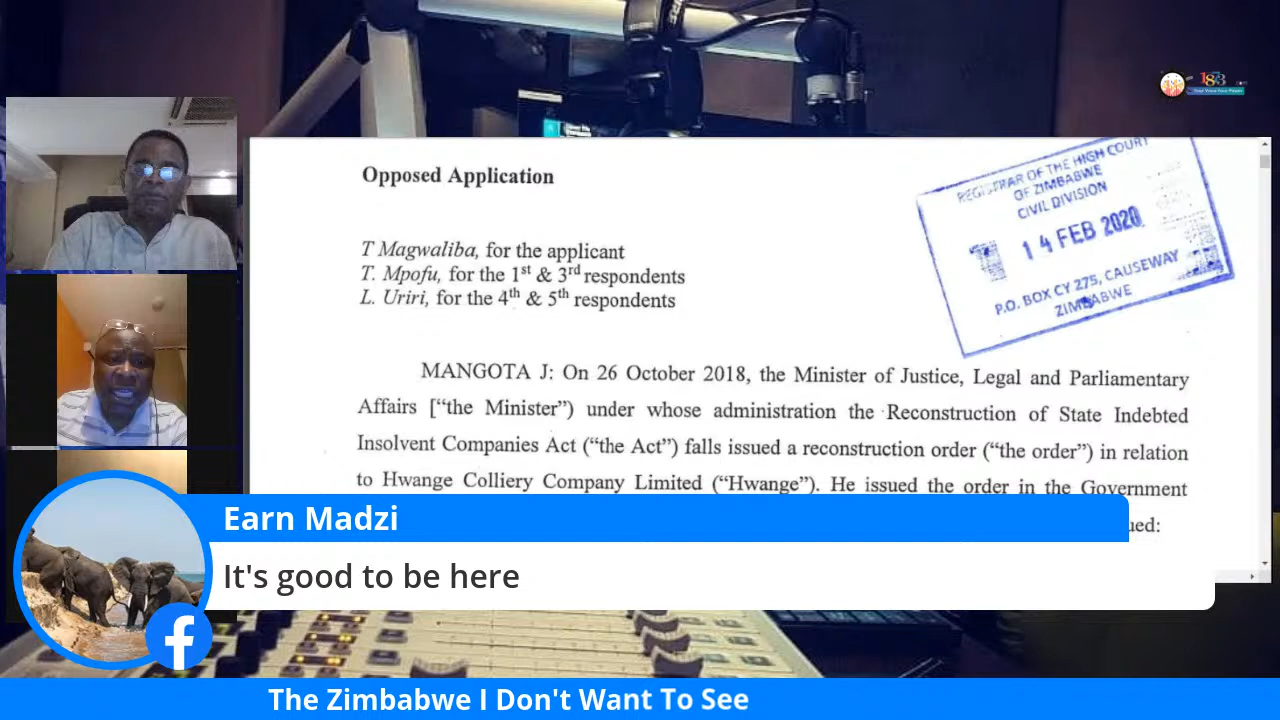 183
Opposed Application
REGISTRAR OF THE HIGH COURT
OF ZIMBABWE
CIVIL DIVISION
14 FEB 2020
P.O. BOX CY 275, CAUSEWAY
ZIMBABWE
T Magwaliba, for the applicant
T. Mpofu, for the 1st & 3rd respondents
L. Uriri, for the 4th & 5th respondents
MANGOTA J: On 26 October 2018, the Minister of Justice, Legal and Parliamentary
Affairs [“the Minister”) under whose administration the Reconstruction of State Indebted
Insolvent Companies Act (“the Act”) falls issued a reconstruction order (“the order”) in relation
to Hwange Colliery Company Limited (“Hwange”). He issued the order in the Government
ued:
Earn Madzi
It's good to be here
The Zimbabwe I Don't Want To See